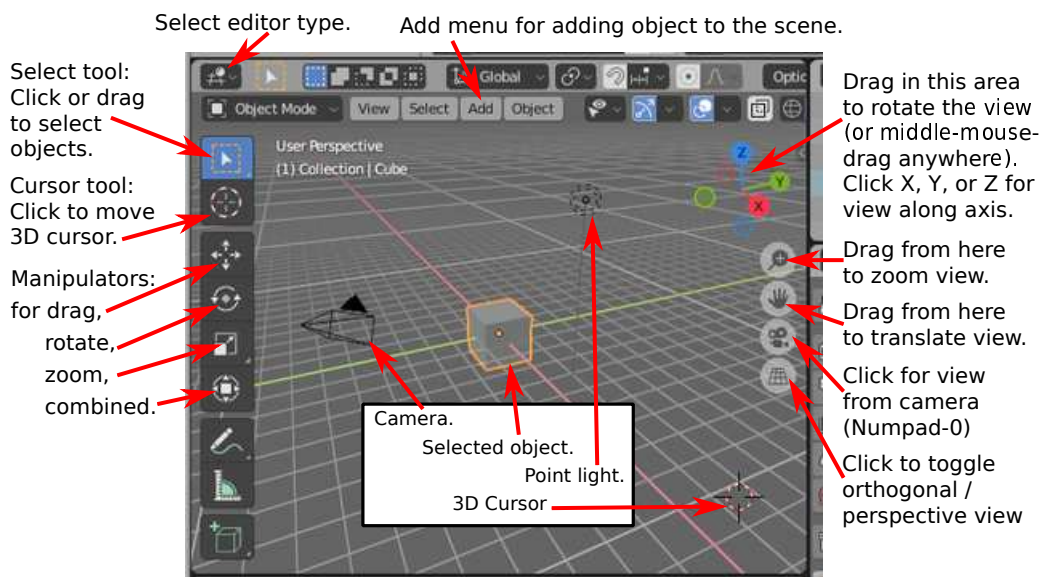 Select editor type.
Add menu for adding object to the scene.
Select tool:
Click or drag
to select
objects.
Cursor tool:
Click to move
3D cursor.
Manipulators:
for drag,
rotate,
zoom,
combined.
Global
Optic
Object Mode
View
Select
Add
Object
User Perspective
(1) Collection | Cube
Z
Y
X
Camera.
Selected object.
Point light.
3D Cursor
Drag in this area
to rotate the view
(or middle-mouse-
drag anywhere).
Click X, Y, or Z for
view along axis.
Drag from here
to zoom view.
Drag from here
to translate view.
Click for view
from camera
(Numpad-0)
Click to toggle
orthogonal /
perspective view